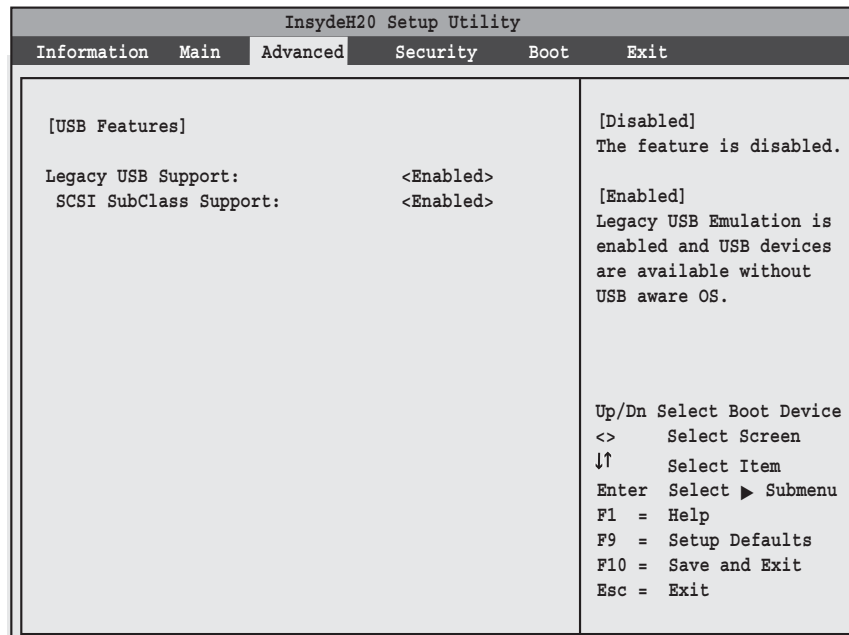 InsydeH20 Setup Utility
Information Main Advanced Security Boot Exit
[USB Features]
Legacy USB Support: <Enabled>
SCSI SubClass Support: <Enabled>
[Disabled]
The feature is disabled.
[Enabled]
Legacy USB Emulation is
enabled and USB devices
are available without
USB aware OS.
Up/Dn Select Boot Device
<> Select Screen
↓↑ Select Item
Enter Select ▶ Submenu
F1 = Help
F9 = Setup Defaults
F10 = Save and Exit
Esc = Exit